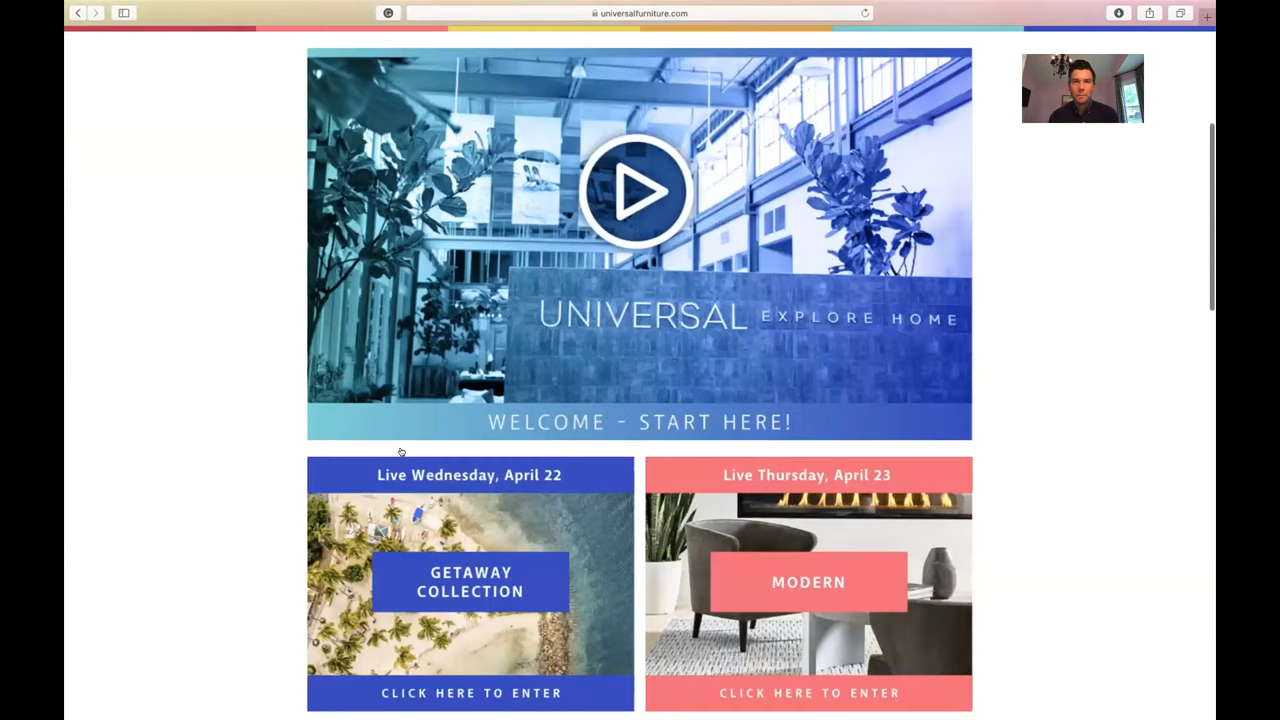 universalfurniture.com
UNIVERSAL EXPLORE HOME
WELCOME - START HERE!
Live Wednesday, April 22
Live Thursday, April 23
GETAWAY
COLLECTION
MODERN
CLICK HERE TO ENTER
CLICK HERE TO ENTER